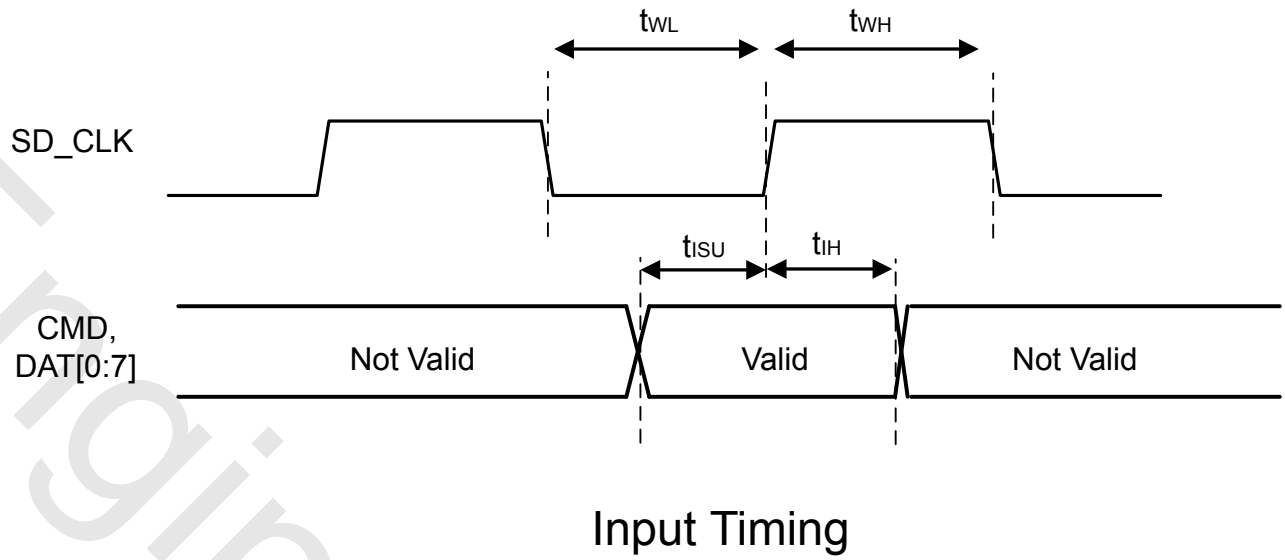 tWL tWH
SD_CLK
tISU tIH
CMD,
DAT[0:7]
Not Valid Valid Not Valid
Input Timing